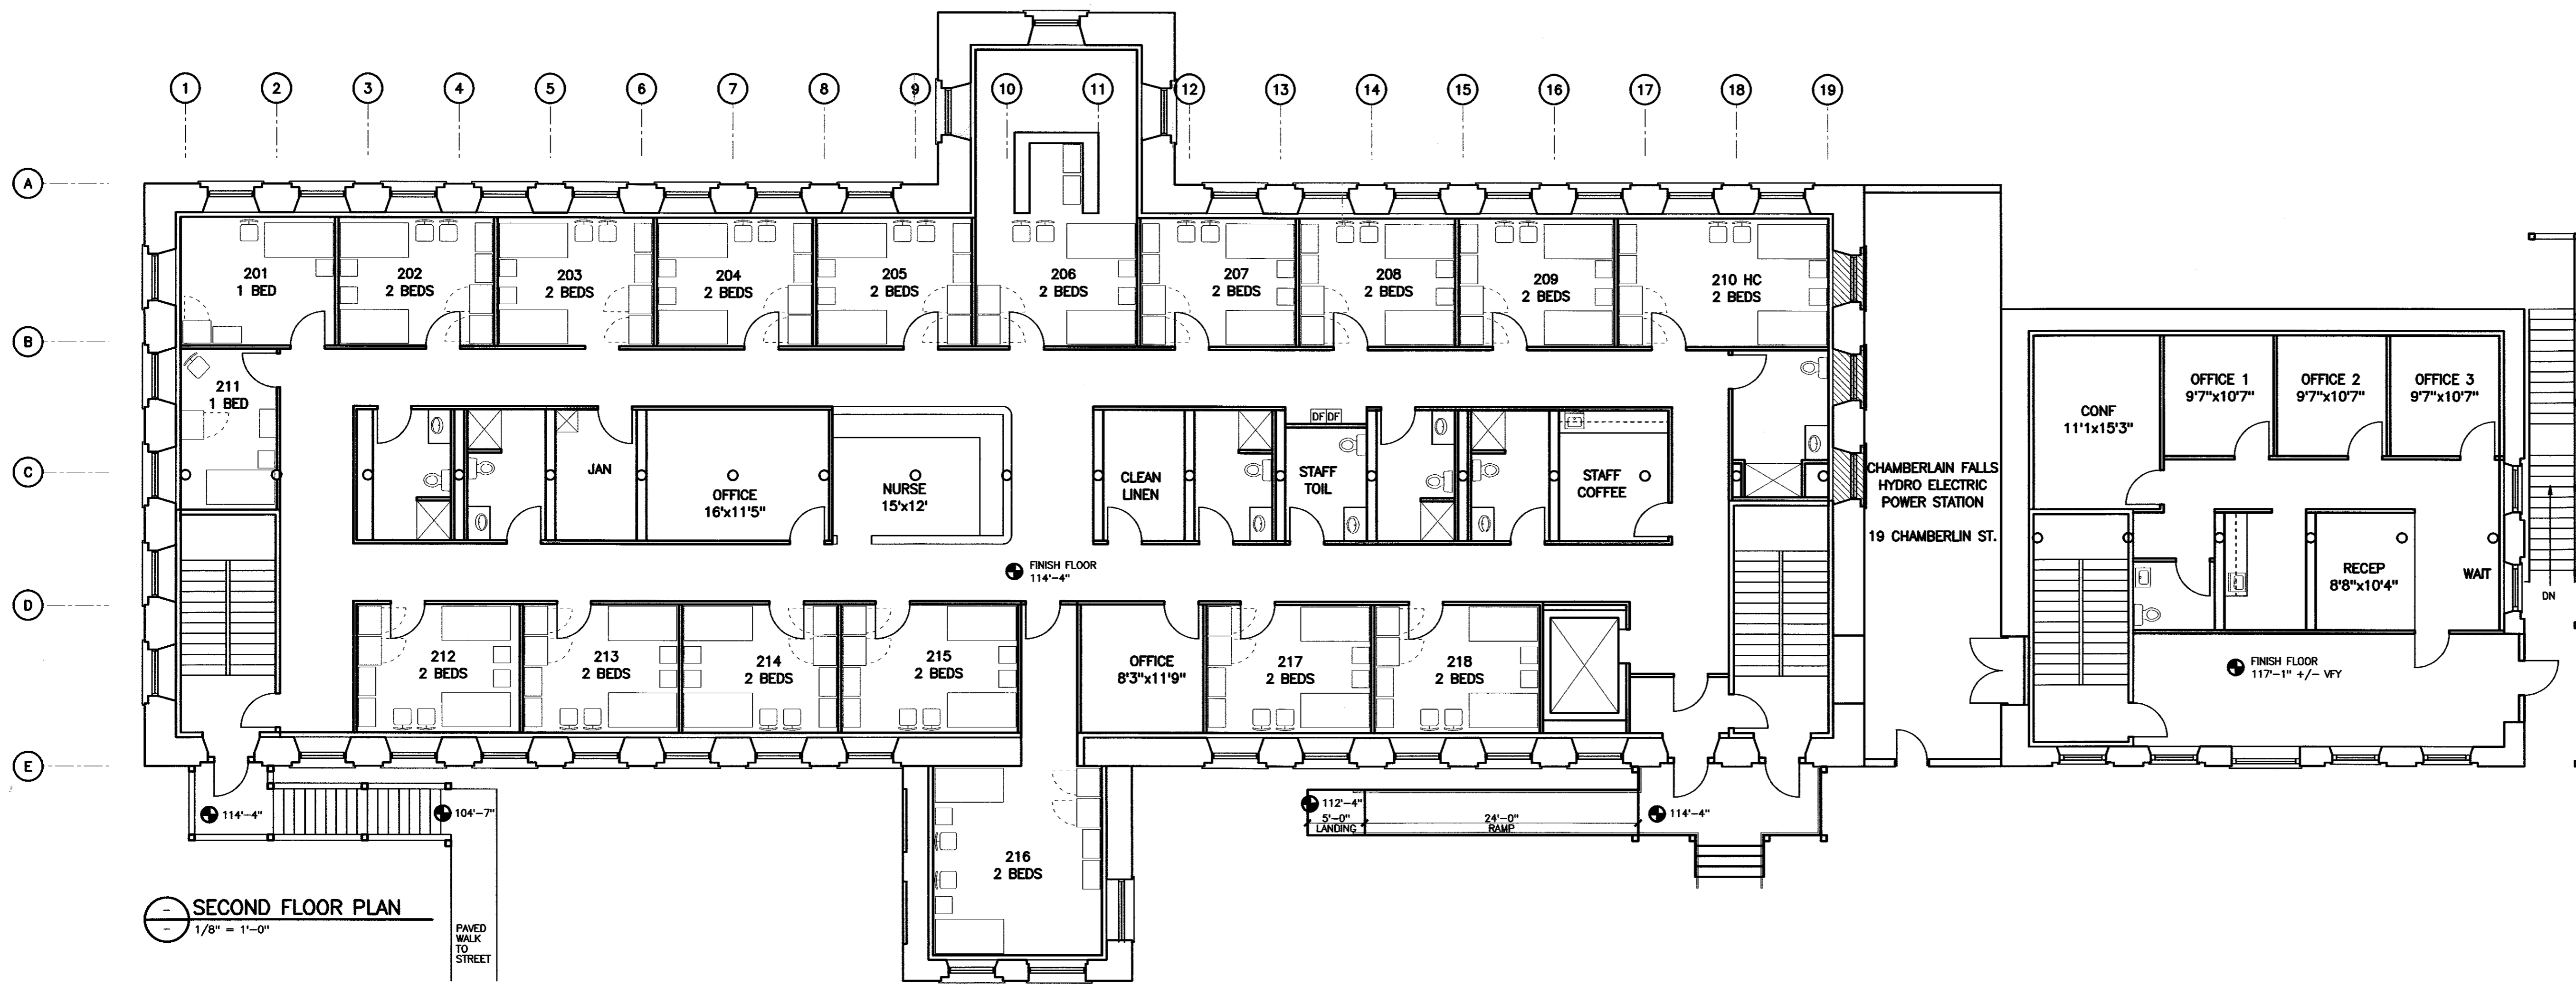 1 2 3 4 5 6 7 8 9 10 11 12 13 14 15 16 17 18 19
A
B
C
D
E
201
1 BED
202
2 BEDS
203
2 BEDS
204
2 BEDS
205
2 BEDS
206
2 BEDS
207
2 BEDS
208
2 BEDS
209
2 BEDS
210 HC
2 BEDS
211
1 BED
JAN
OFFICE
16'x11'5"
NURSE
15'x12'
CLEAN
LINEN
DF DF
STAFF
TOIL
STAFF
COFFEE
CHAMBERLAIN FALLS
HYDRO ELECTRIC
POWER STATION
19 CHAMBERLIN ST.
CONF
11'1x15'3"
OFFICE 1
9'7"x10'7"
OFFICE 2
9'7"x10'7"
OFFICE 3
9'7"x10'7"
RECEP
8'8"x10'4"
WAIT
DN
FINISH FLOOR
114'-4"
FINISH FLOOR
117'-1" +/- VFY
212
2 BEDS
213
2 BEDS
214
2 BEDS
215
2 BEDS
OFFICE
8'3"x11'9"
217
2 BEDS
218
2 BEDS
114'-4"
104'-7"
216
2 BEDS
112'-4"
5'-0"
LANDING
24'-0"
RAMP
114'-4"
SECOND FLOOR PLAN
1/8" = 1'-0"
PAVED
WALK
TO
STREET